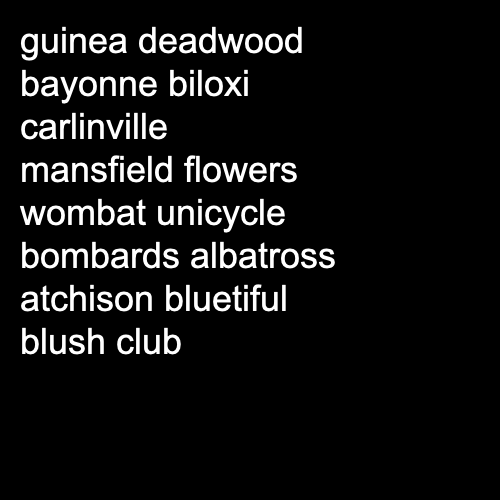 guinea deadwood
bayonne biloxi
carlinville
mansfield flowers
wombat unicycle
bombards albatross
atchison bluetiful
blush club